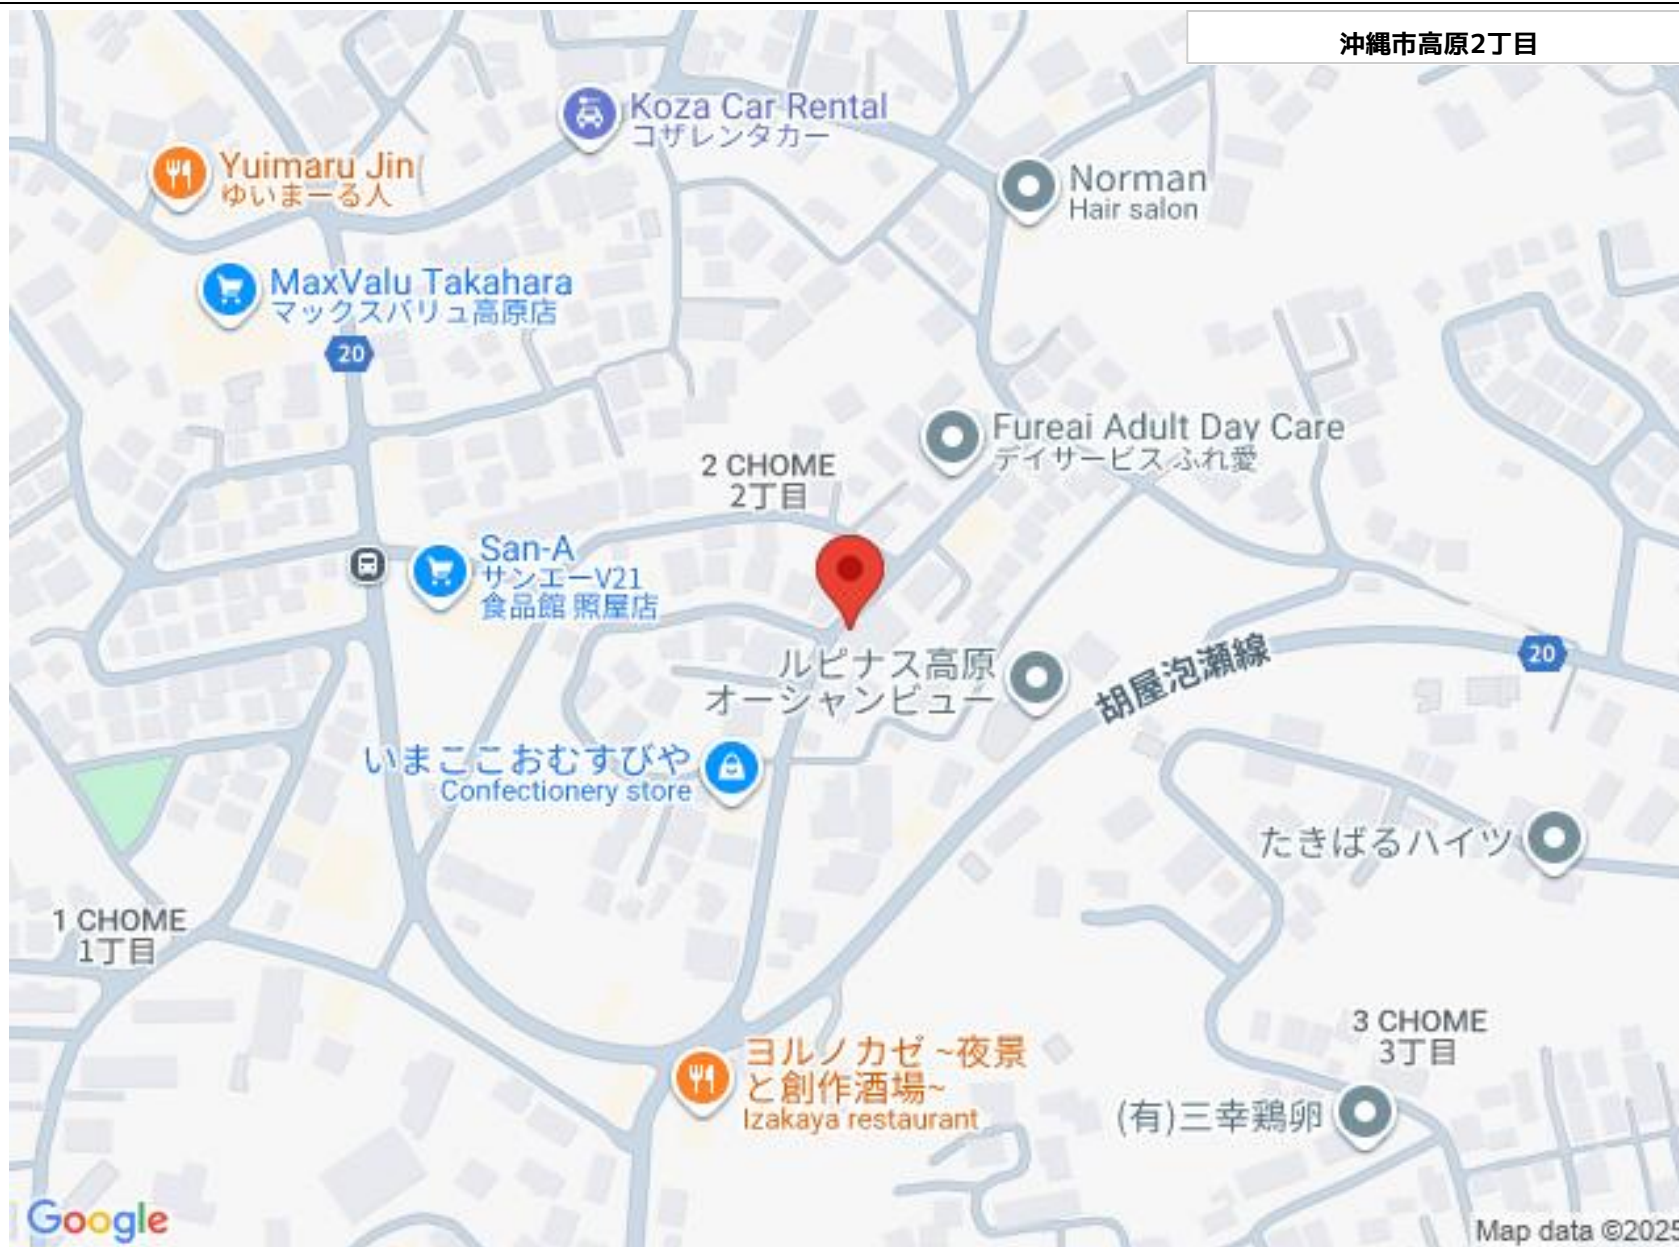 沖縄市高原2丁目
Koza Car Rental
コザレンタカー
Yuimaru Jin
ゆいまーる人
Norman
Hair salon
MaxValu Takahara
マックスバリュ高原店
20
Fureai Adult Day Care
デイサービス ふれ愛
2 CHOME
2丁目
San-A
サンエーV21
食品館 照屋店
ルピナス高原
オーシャンビュー
胡屋泡瀬線
20
いまここおむすびや
Confectionery store
たきばるハイツ
1 CHOME
1丁目
3 CHOME
3丁目
ヨルノカゼ ~夜景
と創作酒場~
Izakaya restaurant
(有)三幸鶏卵
Google
Map data ©2025